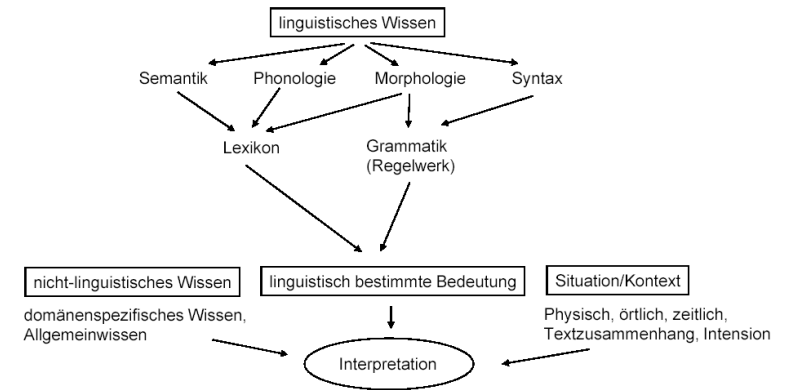 linguistisches Wissen
Semantik Phonologie Morphologie Syntax
Lexikon
Grammatik
(Regelwerk)
nicht-linguistisches Wissen
linguistisch bestimmte Bedeutung
Situation/Kontext
domänenspezifisches Wissen,
Allgemeinwissen
Physisch, örtlich, zeitlich,
Textzusammenhang, Intension
Interpretation